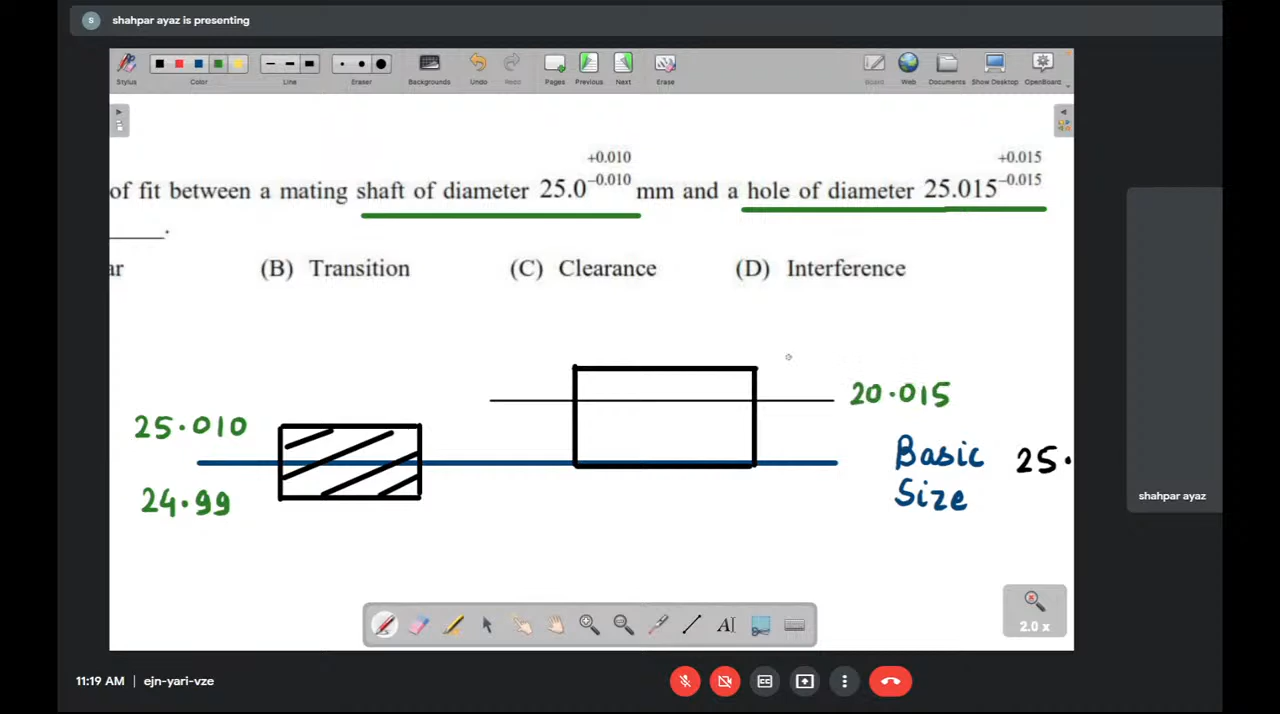 s shahpar ayaz is presenting
Stylus Color Line Eraser Backgrounds Undo Redo Pages Previous Next Erase Board Web Documents Show Desktop OpenBoard
+0.010 +0.015
of fit between a mating shaft of diameter 25.0 −0.010 mm and a hole of diameter 25.015 −0.015
______.
ar (B) Transition (C) Clearance (D) Interference
20.015
25.010
Basic 25.
Size
24.99
shahpar ayaz
AI
2.0 x
11:19 AM | ejn-yari-vze